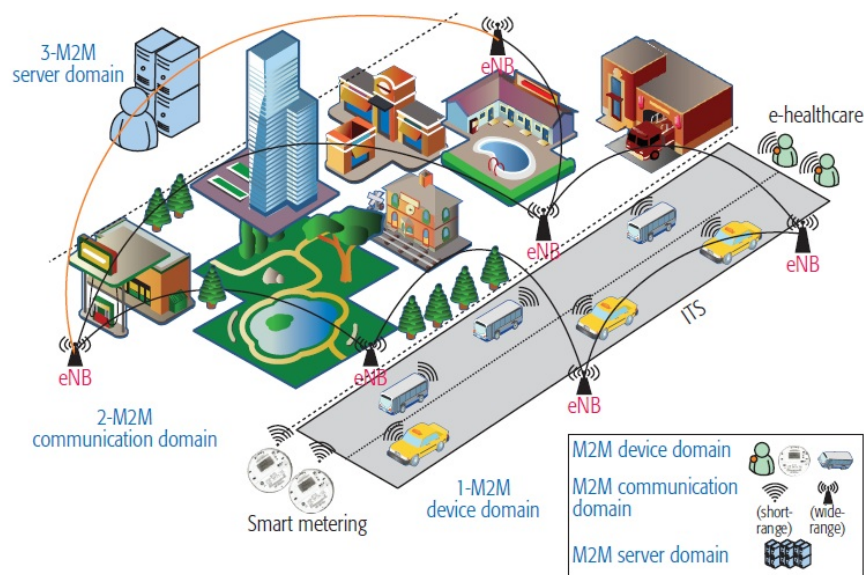 3-M2M
server domain
eNB
e-healthcare
eNB
eNB
ITS
eNB
eNB
eNB
2-M2M
communication domain
1-M2M
device domain
Smart metering
M2M device domain
M2M communication
domain
(short-
range)
(wide-
range)
M2M server domain